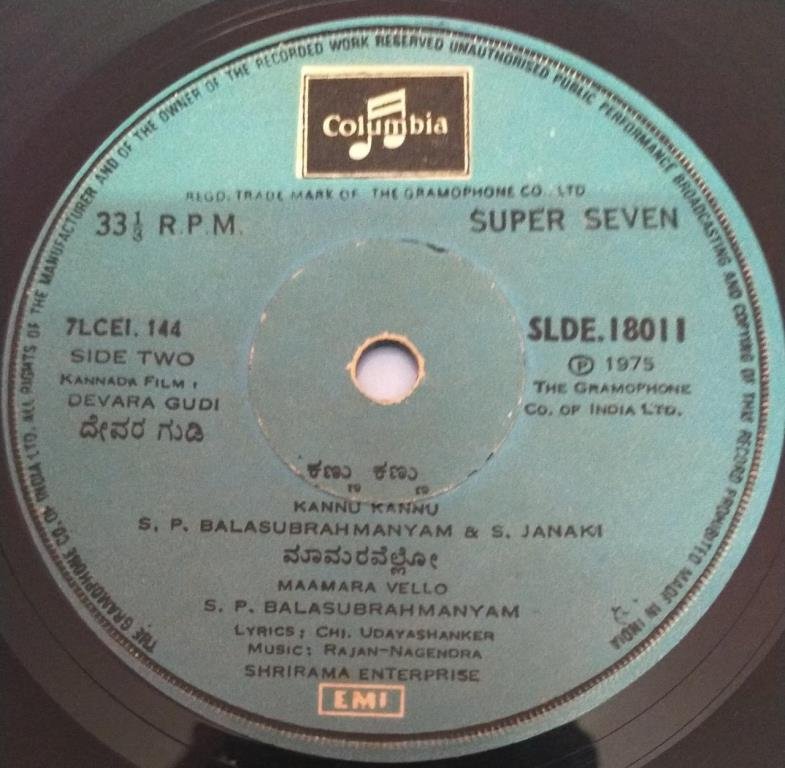 THE GRAMOPHONE CO. OF INDIA LTD. ALL RIGHTS OF THE MANUFACTURER AND OF THE OWNER OF THE RECORDED WORK RESERVED UNAUTHORISED PUBLIC PERFORMANCE BROADCASTING AND COPYING OF THIS RECORD PROHIBITED MADE IN INDIA
Columbia
REGD. TRADE MARK OF THE GRAMOPHONE CO., LTD
33⅓ R.P.M.
SUPER SEVEN
7LCEI. 144
SIDE TWO
KANNADA FILM :
DEVARA GUDI
ದೇವರ ಗುಡಿ
SLDE.18011
Ⓟ 1975
THE GRAMOPHONE
CO. OF INDIA LTD.
ಕಣ್ಣು ಕಣ್ಣು
KANNU KANNU
S. P. BALASUBRAHMANYAM & S. JANAKI
ಮಾಮರವೆಲ್ಲೋ
MAAMARA VELLO
S. P. BALASUBRAHMANYAM
LYRICS: CHI. UDAYASHANKER
MUSIC: RAJAN-NAGENDRA
SHRIRAMA ENTERPRISE
EMI